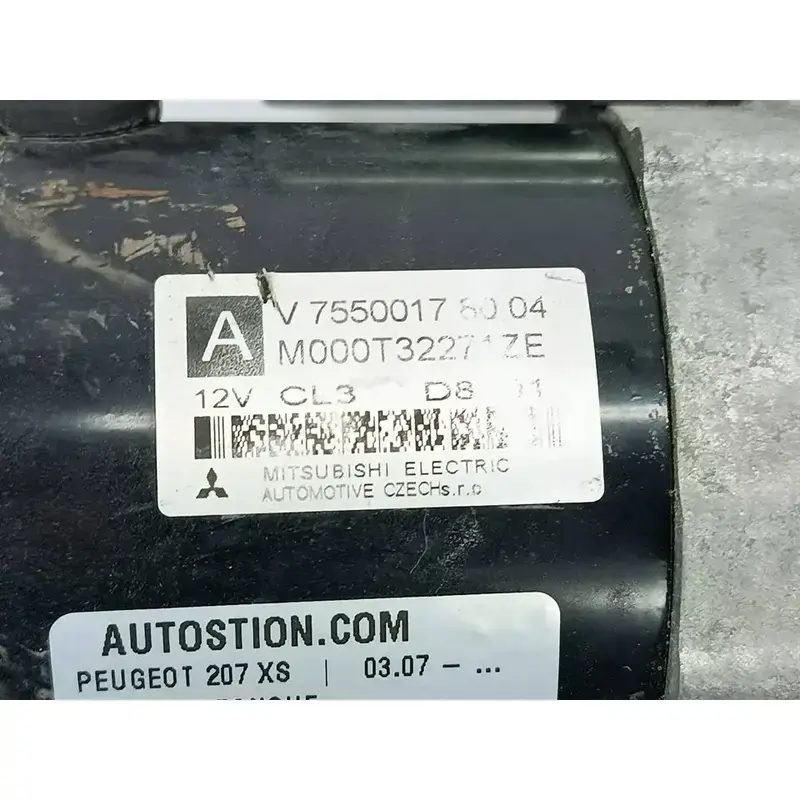 A
V 7550017 80 04
M000T32271ZE
12V CL3 D8
MITSUBISHI ELECTRIC
AUTOMOTIVE CZECHs.r.o
AUTOSTION.COM
PEUGEOT 207 XS | 03.07 - ...